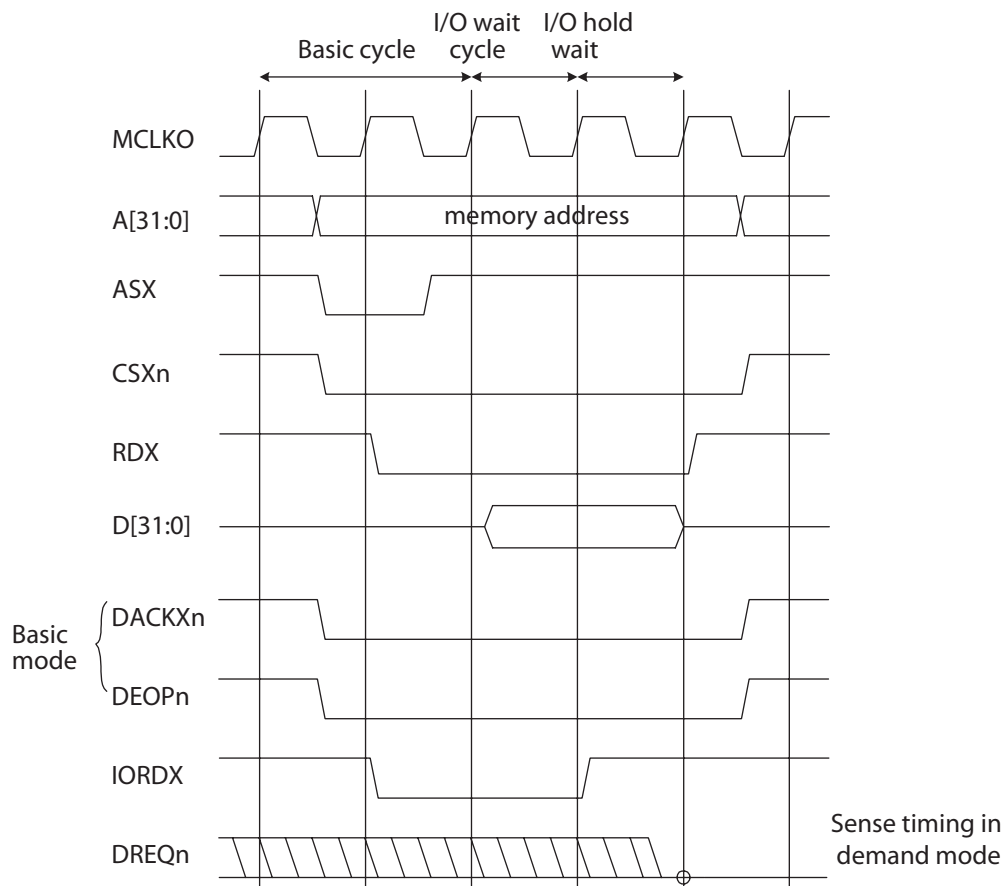 I/O wait
I/O hold
Basic cycle
cycle
wait
MCLKO
A[31:0]
memory address
ASX
CSXn
RDX
D[31:0]
DACKXn
Basic
mode
DEOPn
IORDX
DREQn
Sense timing in
demand mode